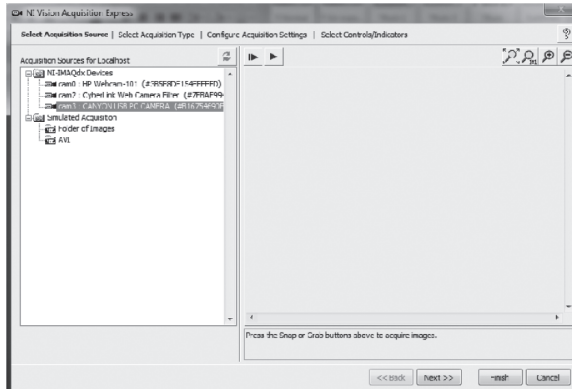 NI Vision Acquisition Express
Select Acquisition Source | Select Acquisition Type | Configure Acquisition Settings | Select Controls/Indicators
Acquisition Sources for Localhost
NI-IMAQdx Devices
cam0 : HP Webcam-101
cam2 : CyberLink Web Camera Filter
cam3 : CANYON USB PC CAMERA
Simulated Acquisition
Folder of Images
AVI
Press the Snap or Grab buttons above to acquire images.
<< Back Next >> Finish Cancel